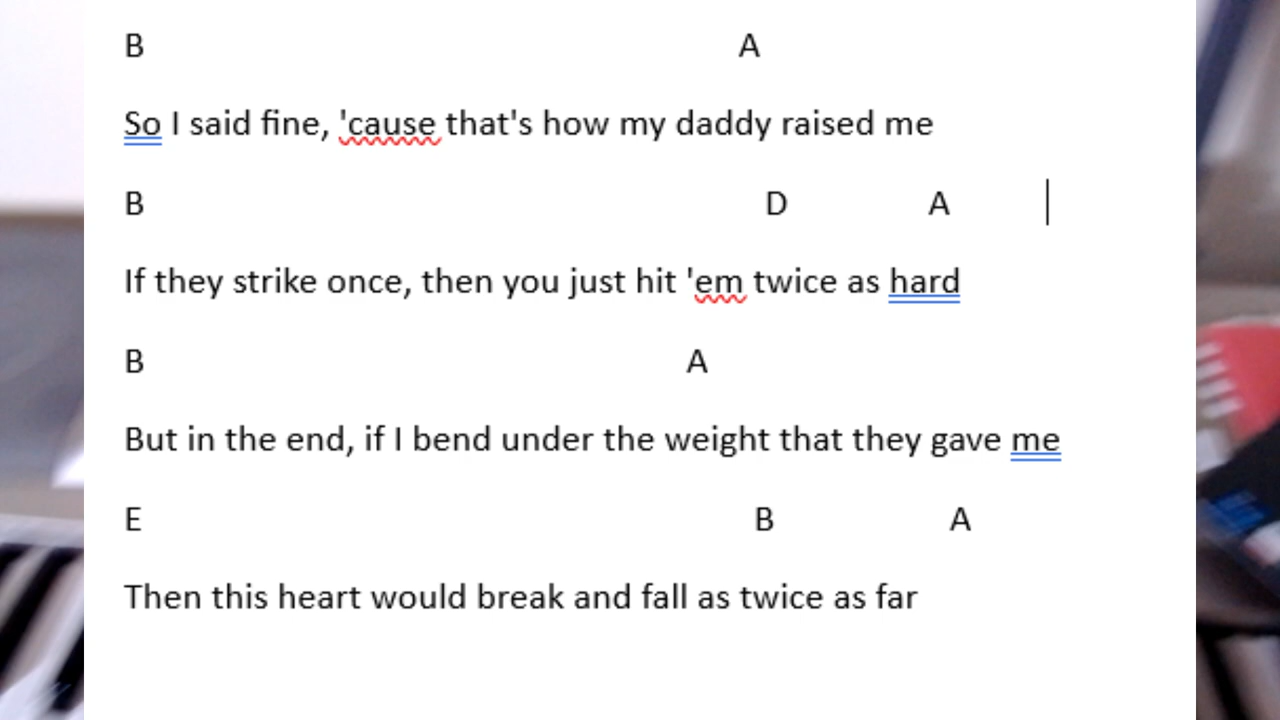 B A
So I said fine, 'cause that's how my daddy raised me
B D A
If they strike once, then you just hit 'em twice as hard
B A
But in the end, if I bend under the weight that they gave me
E B A
Then this heart would break and fall as twice as far